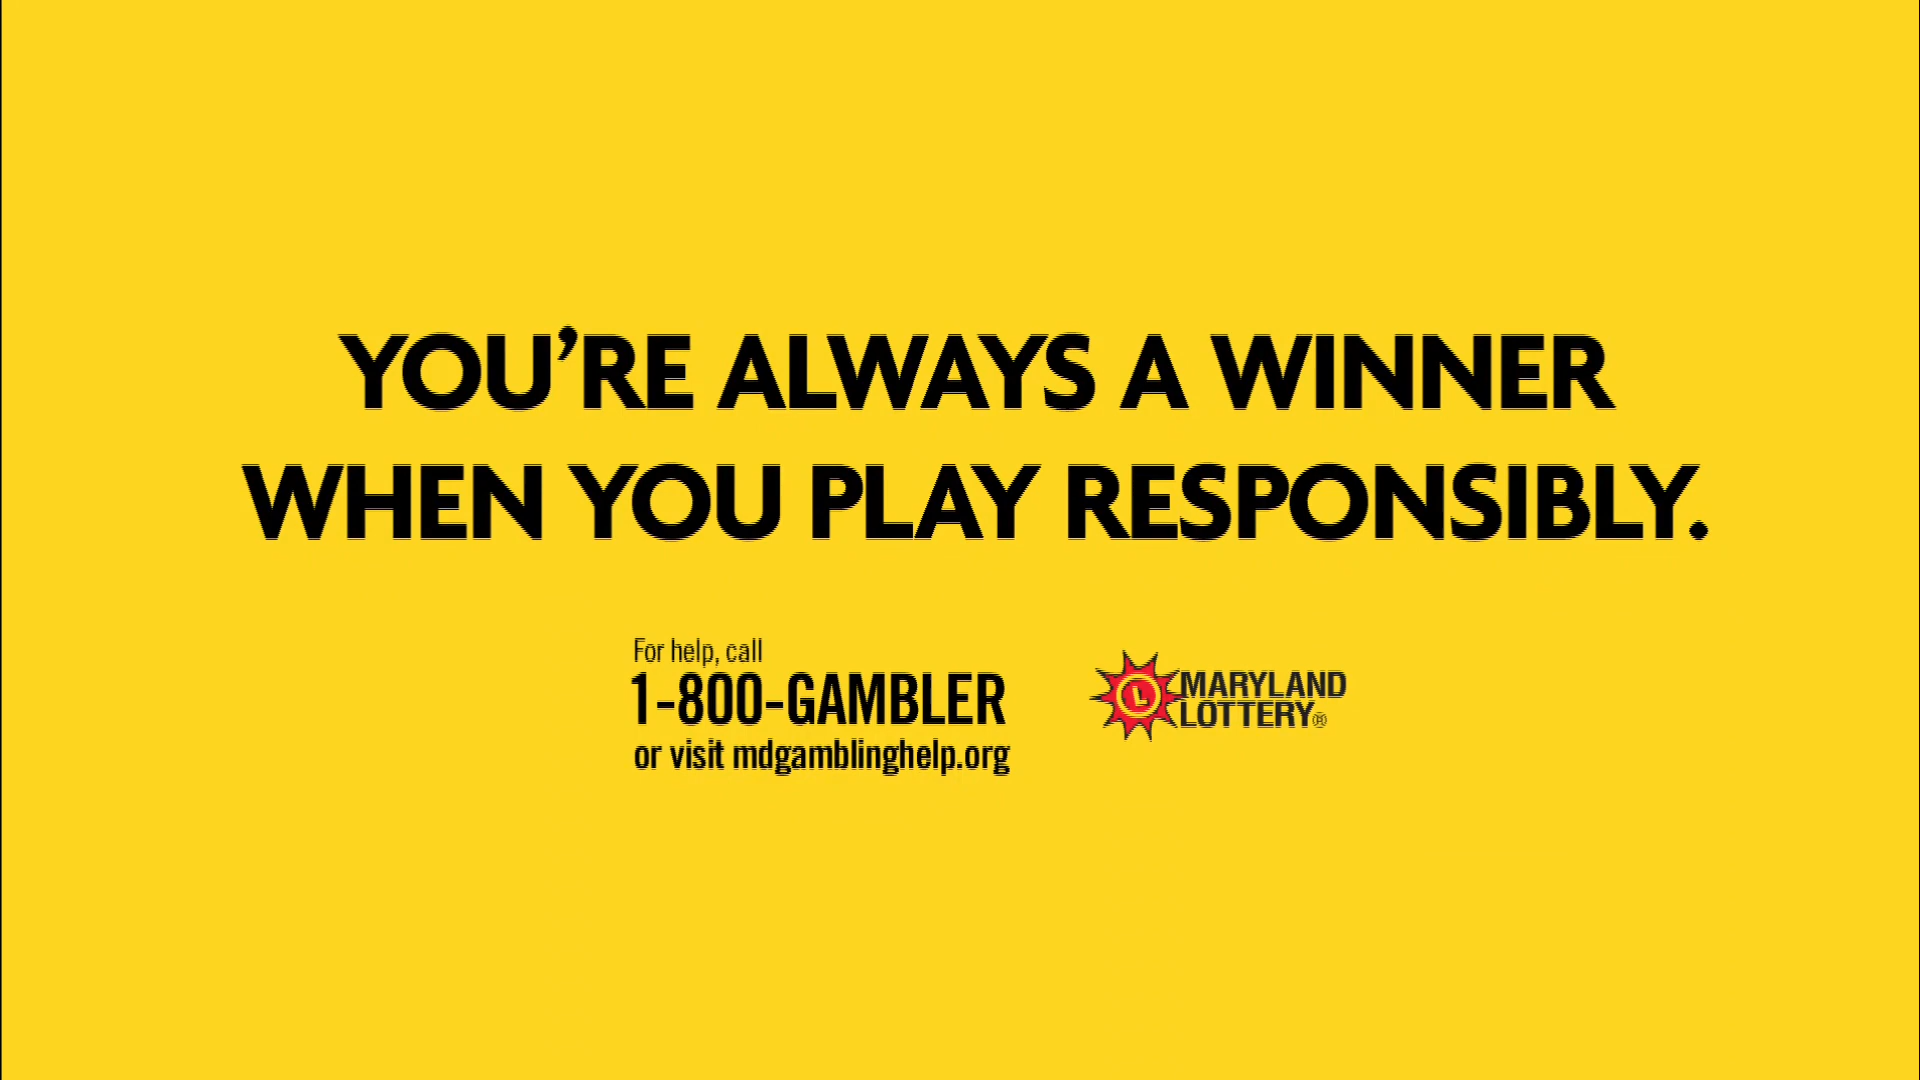 YOU’RE ALWAYS A WINNER
WHEN YOU PLAY RESPONSIBLY.
For help, call
1-800-GAMBLER
or visit mdgamblinghelp.org
L
MARYLAND
LOTTERY®